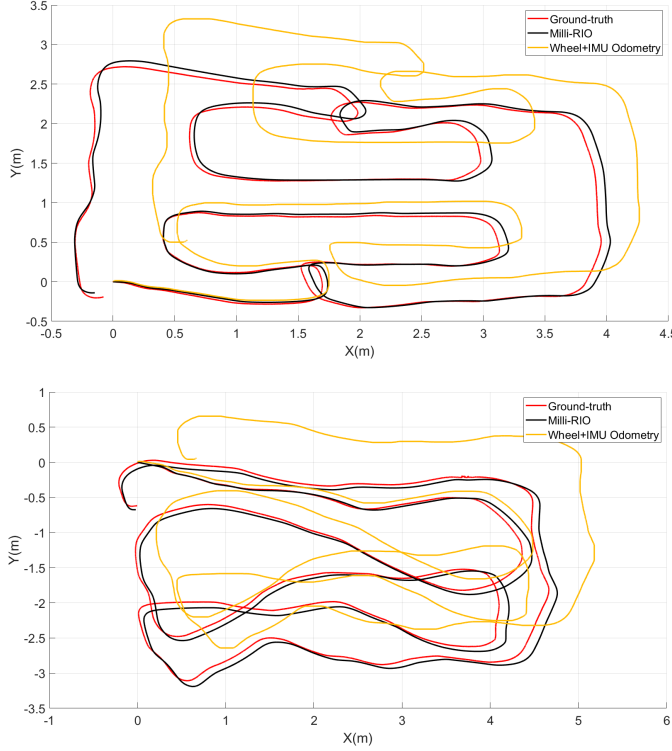 3.5
3
2.5
2
1.5
1
0.5
0
-0.5
Y(m)
-0.5 0 0.5 1 1.5 2 2.5 3 3.5 4 4.5
X(m)
Ground-truth
Milli-RIO
Wheel+IMU Odometry
1
0.5
0
-0.5
-1
-1.5
-2
-2.5
-3
-3.5
Y(m)
-1 0 1 2 3 4 5 6
X(m)
Ground-truth
Milli-RIO
Wheel+IMU Odometry